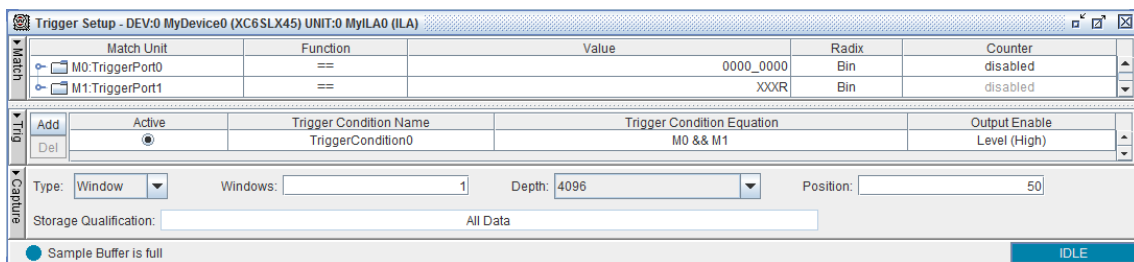 Trigger Setup - DEV:0 MyDevice0 (XC6SLX45) UNIT:0 MyILA0 (ILA)
Match
Match Unit Function Value Radix Counter
M0:TriggerPort0 == 0000_0000 Bin disabled
M1:TriggerPort1 == XXXR Bin disabled
Trig
Add Active Trigger Condition Name Trigger Condition Equation Output Enable
Del TriggerCondition0 M0 && M1 Level (High)
Capture
Type: Window Windows: 1 Depth: 4096 Position: 50
Storage Qualification: All Data
Sample Buffer is full IDLE